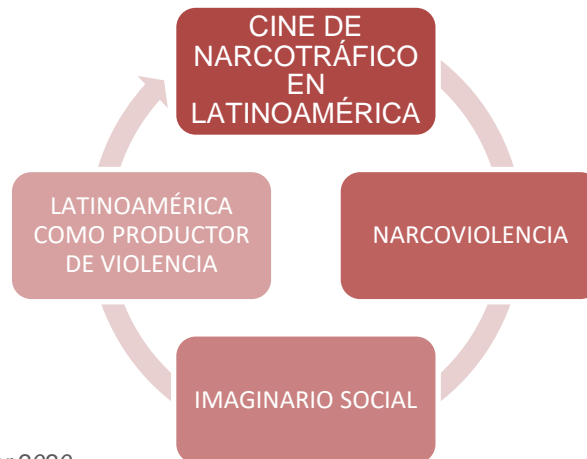 CINE DE
NARCOTRÁFICO
EN
LATINOAMÉRICA
LATINOAMÉRICA
COMO PRODUCTOR
DE VIOLENCIA
NARCOVIOLENCIA
IMAGINARIO SOCIAL